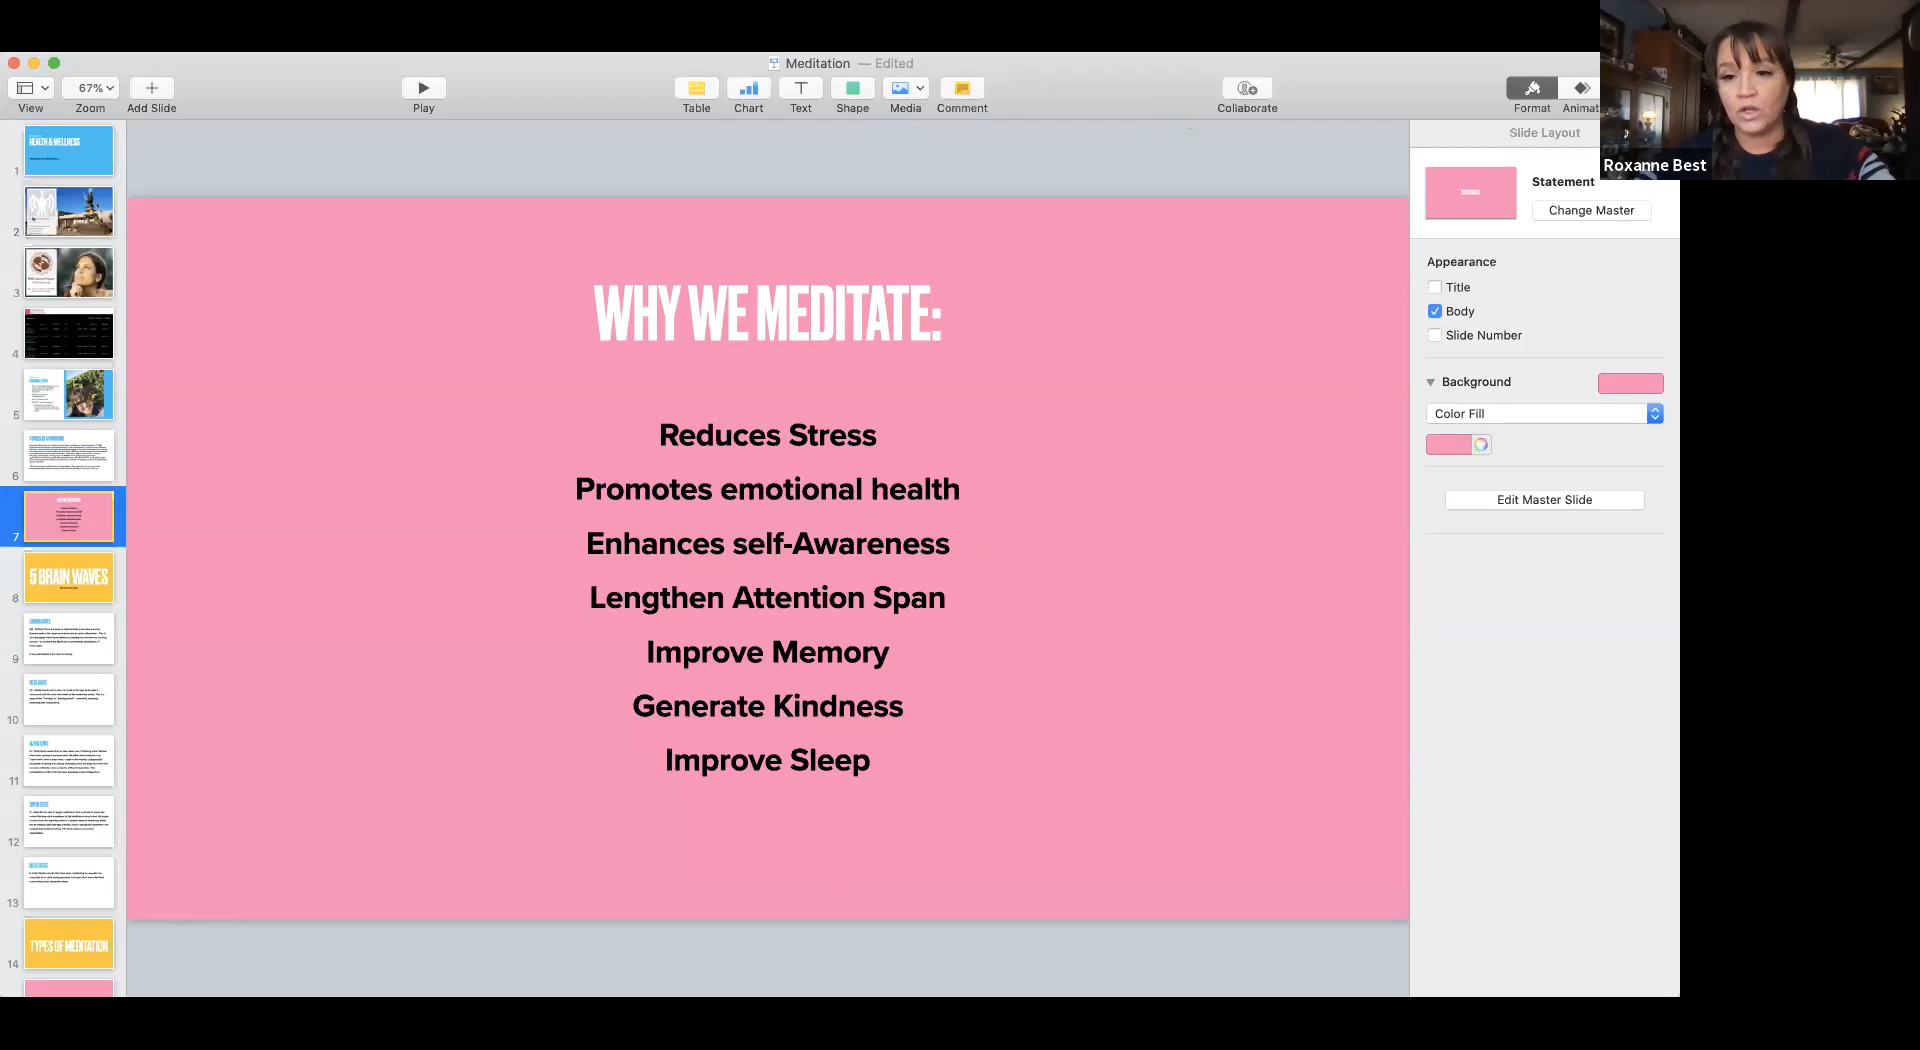 Meditation — Edited
View
67%
Zoom
Add Slide
Play
Table
Chart
Text
Shape
Media
Comment
Collaborate
Format
Animat
Roxanne Best
Slide Layout
Statement
Change Master
Appearance
Title
Body
Slide Number
Background
Color Fill
Edit Master Slide
1
HEALTH & WELLNESS
2
3
4
5
6
7
8
5 BRAIN WAVES
9
10
11
12
13
14
TYPES OF MEDITATION
WHY WE MEDITATE:
Reduces Stress
Promotes emotional health
Enhances self-Awareness
Lengthen Attention Span
Improve Memory
Generate Kindness
Improve Sleep